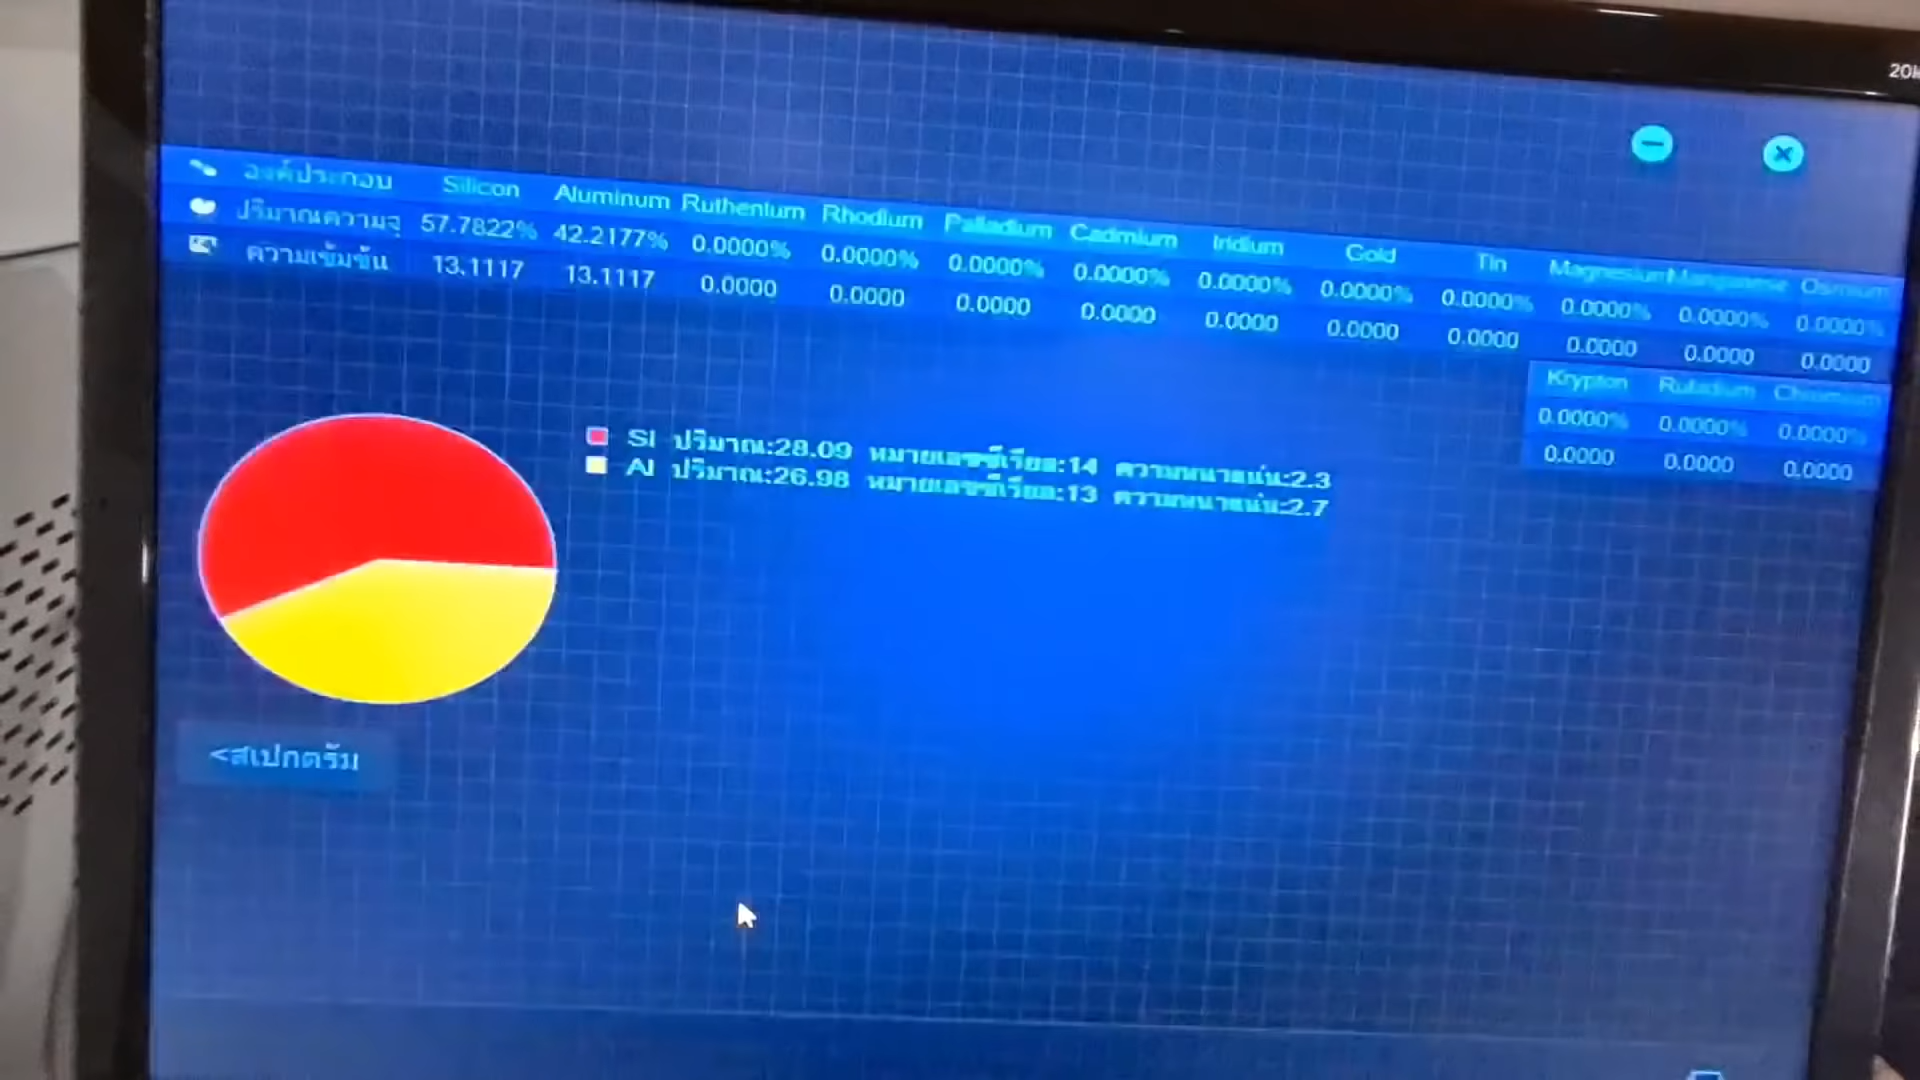 20k
องค์ประกอบ Silicon Aluminum Ruthenium Rhodium Palladium Cadmium Iridium Gold Tin Magnesium Manganese Osmium
ปริมาณความจุ 57.7822% 42.2177% 0.0000% 0.0000% 0.0000% 0.0000% 0.0000% 0.0000% 0.0000% 0.0000% 0.0000% 0.0000%
ความเข้มข้น 13.1117 13.1117 0.0000 0.0000 0.0000 0.0000 0.0000 0.0000 0.0000 0.0000 0.0000 0.0000
Krypton Rubidium Chromium
0.0000% 0.0000% 0.0000%
0.0000 0.0000 0.0000
SI ปริมาณ:28.09 หมายเลขซีเรียล:14 ความหนาแน่น:2.3
Al ปริมาณ:26.98 หมายเลขซีเรียล:13 ความหนาแน่น:2.7
<สเปกตรัม